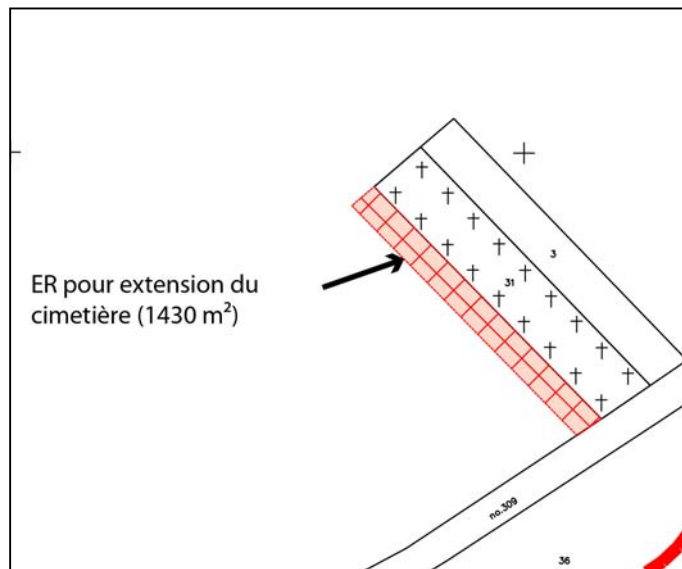 3
31
ER pour extension du
cimetière (1430 m²)
no.309
36